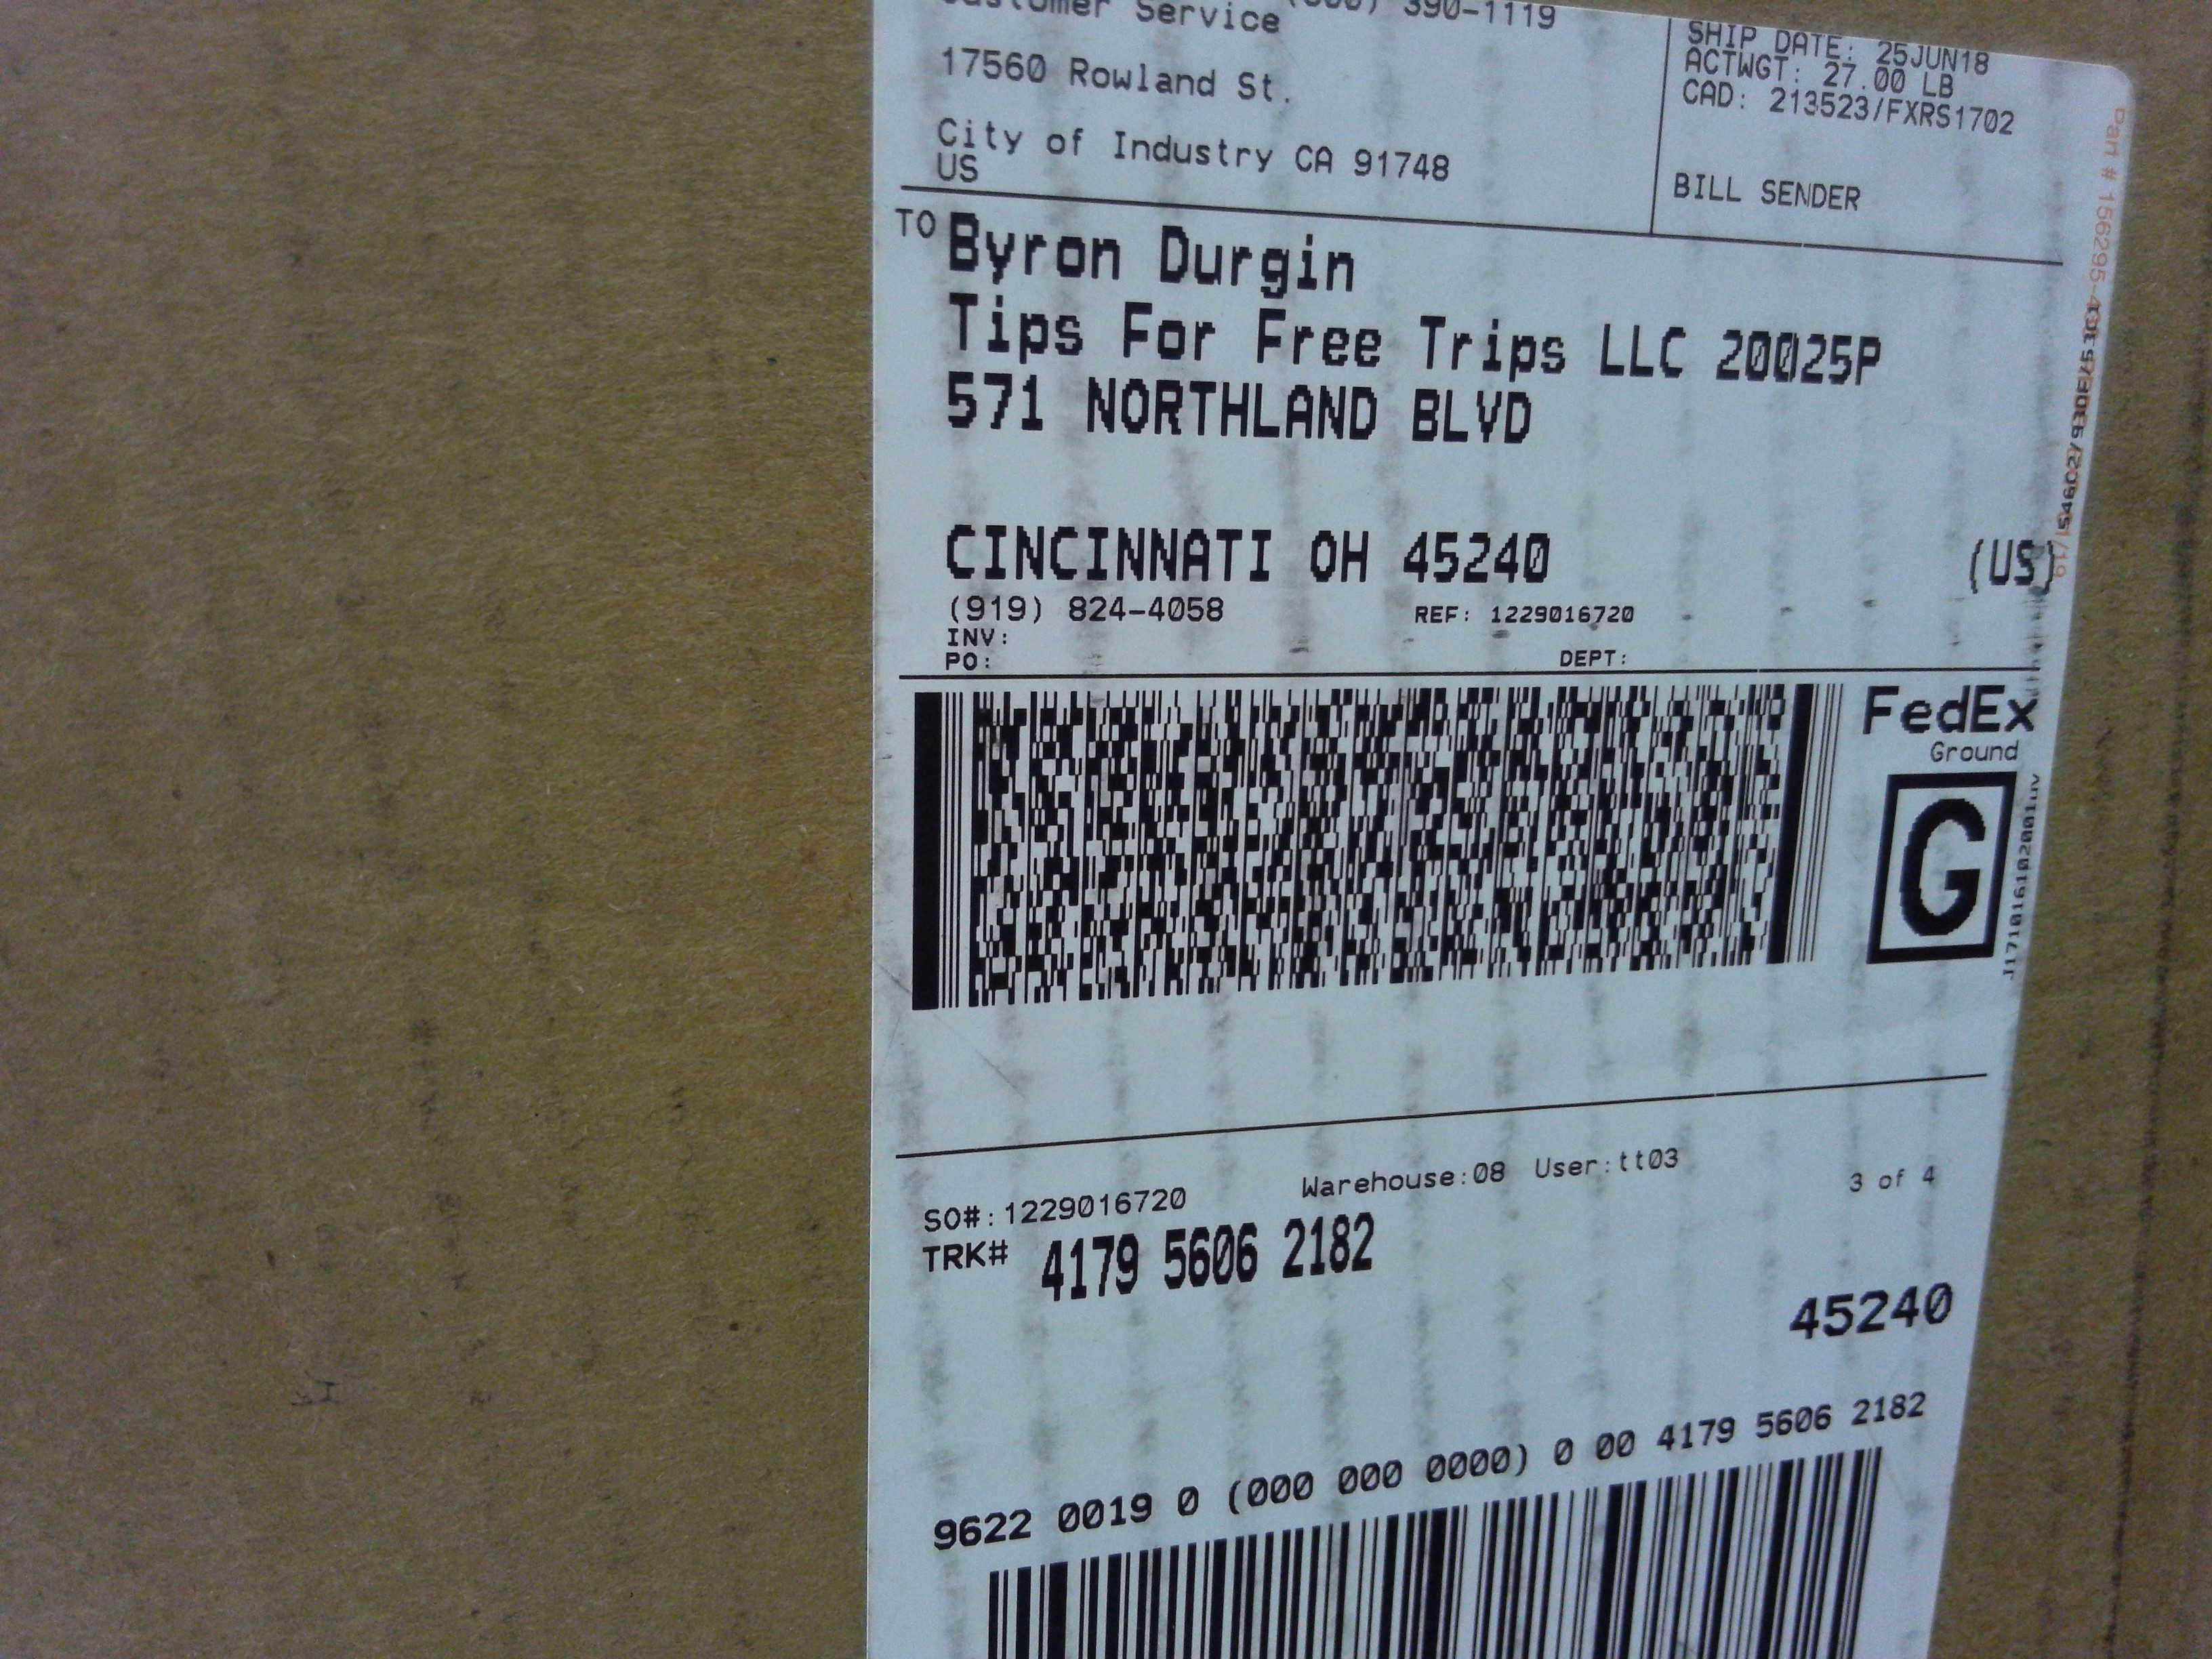 Customer Service 390-1119
17560 Rowland St.
City of Industry CA 91748
US
SHIP DATE: 25JUN18
ACTWGT: 27.00 LB
CAD: 213523/FXRS1702
BILL SENDER
TO Byron Durgin
Tips For Free Trips LLC 20025P
571 NORTHLAND BLVD
CINCINNATI OH 45240 (US)
(919) 824-4058 REF: 1229016720
INV:
PO: DEPT:
FedEx
Ground
G
SO#:1229016720 Warehouse:08 User:tt03 3 of 4
TRK# 4179 5606 2182
45240
9622 0019 0 (000 000 0000) 0 00 4179 5606 2182
Part #